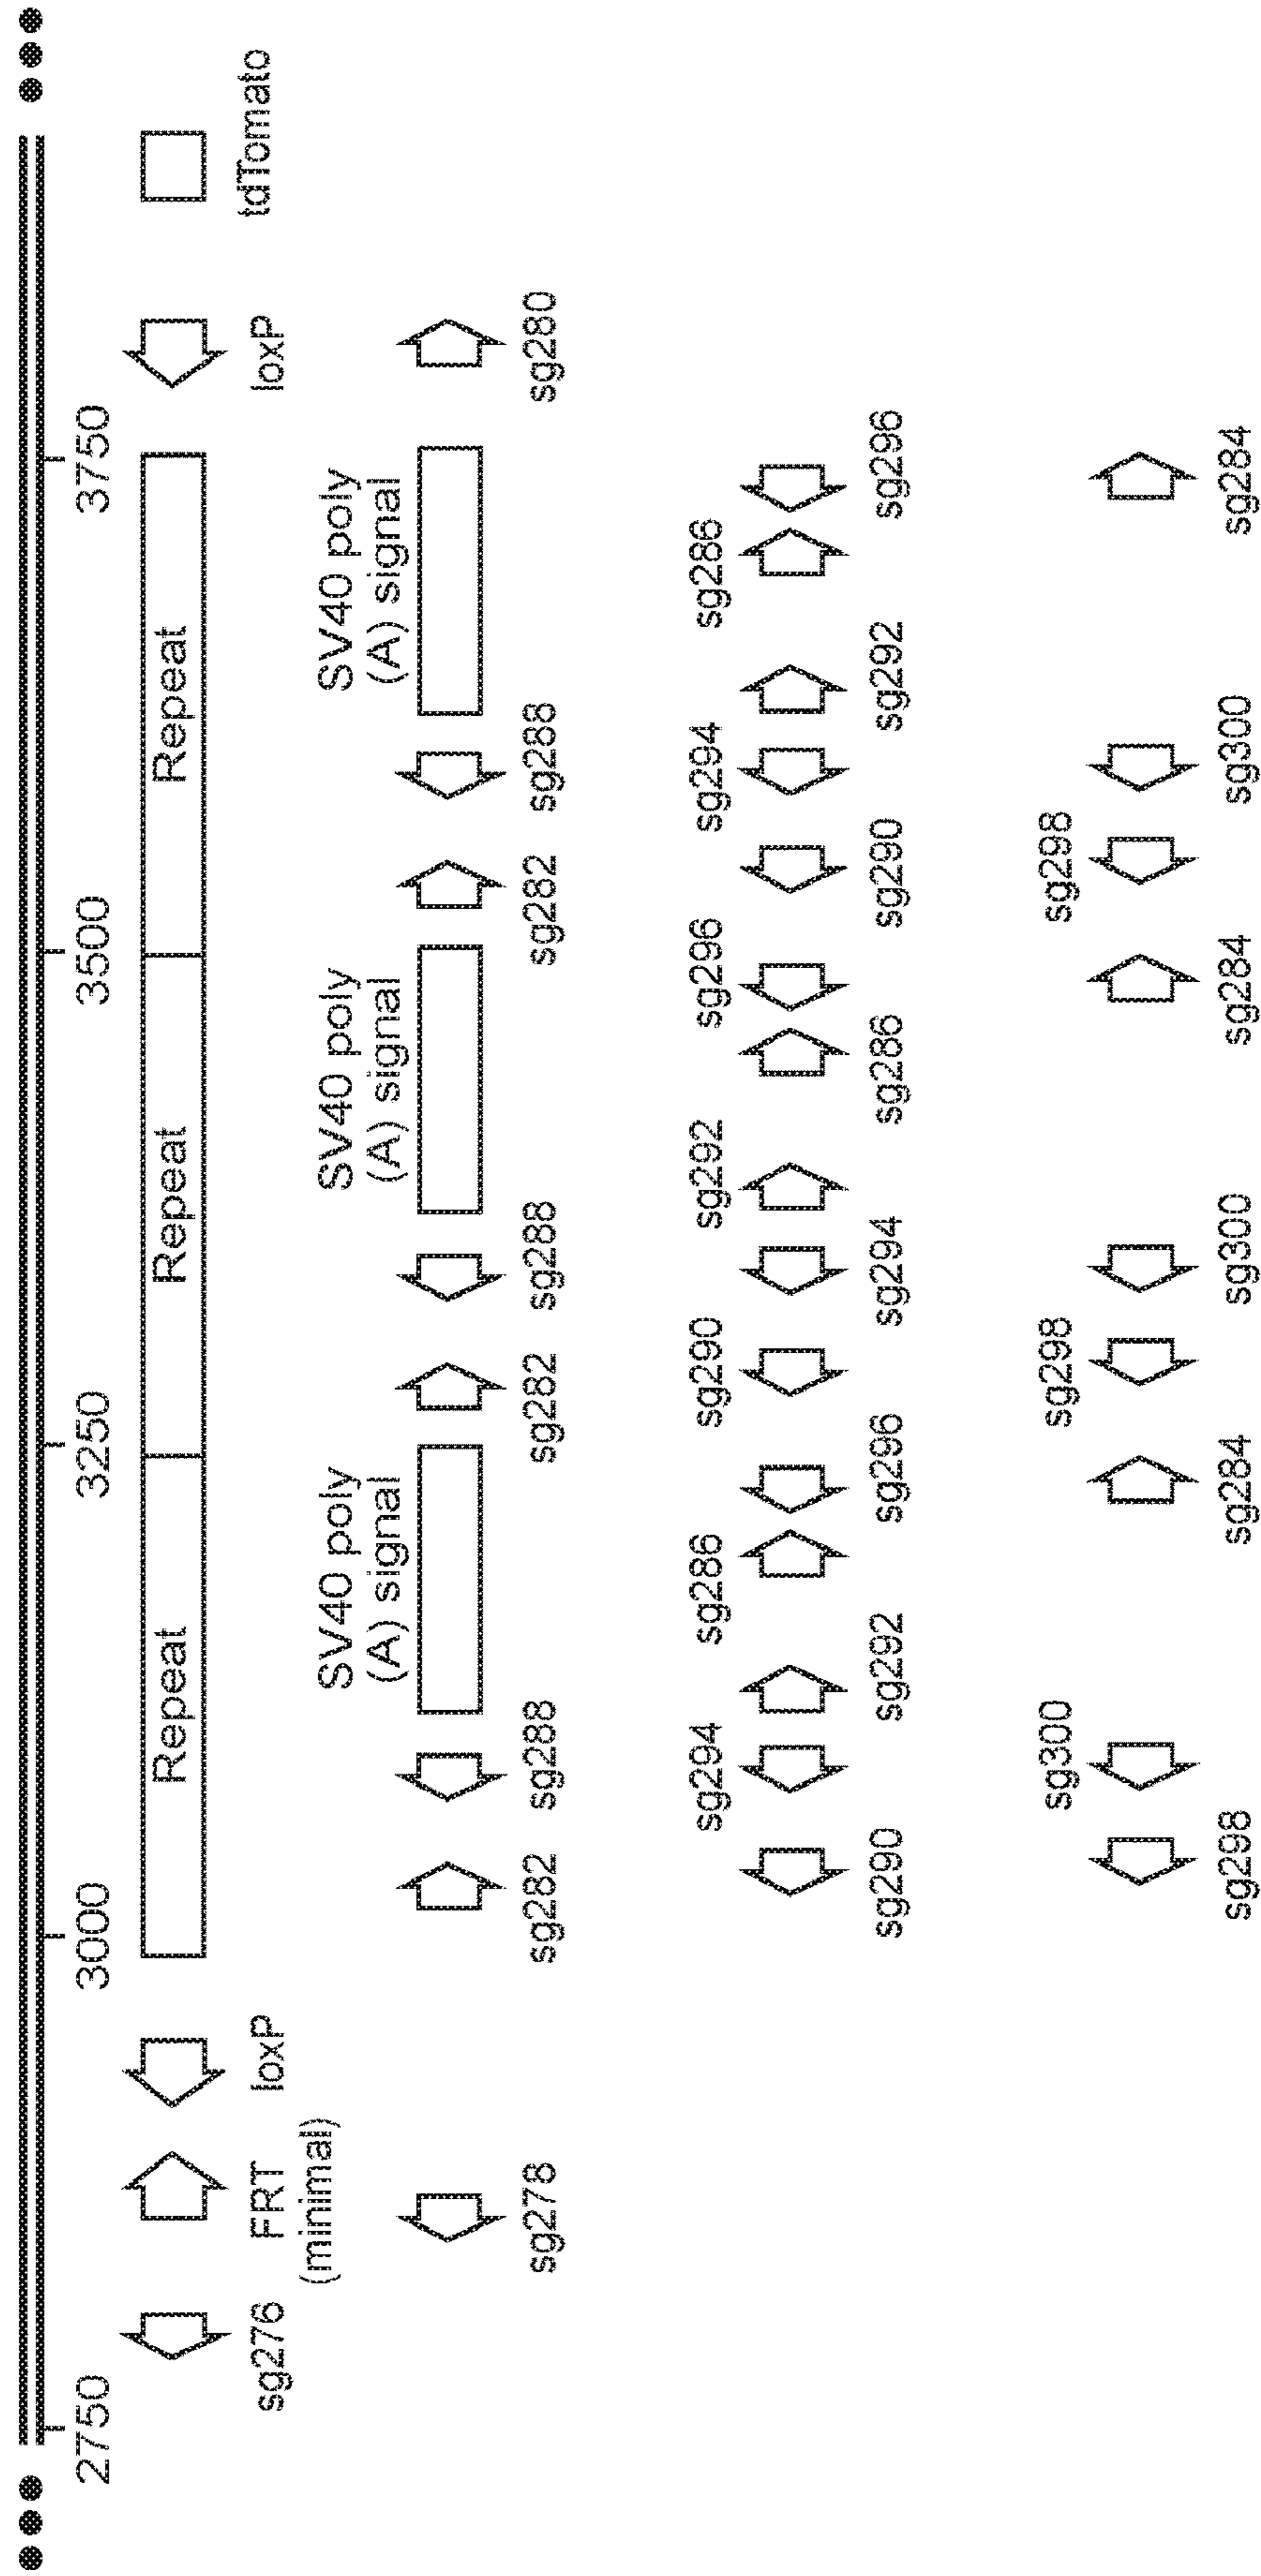 2750 3000 3250 3500 3750
Repeat Repeat Repeat
sg276 FRT loxP loxP tdTomato
(minimal)
SV40 poly SV40 poly SV40 poly
(A) signal (A) signal (A) signal
sg278 sg282 sg288 sg282 sg288 sg282 sg288 sg280
sg294 sg286 sg290 sg292 sg296 sg294 sg286
sg290 sg292 sg296 sg294 sg286 sg290 sg292 sg296
sg300 sg298 sg298
sg298 sg284 sg300 sg284 sg300 sg284